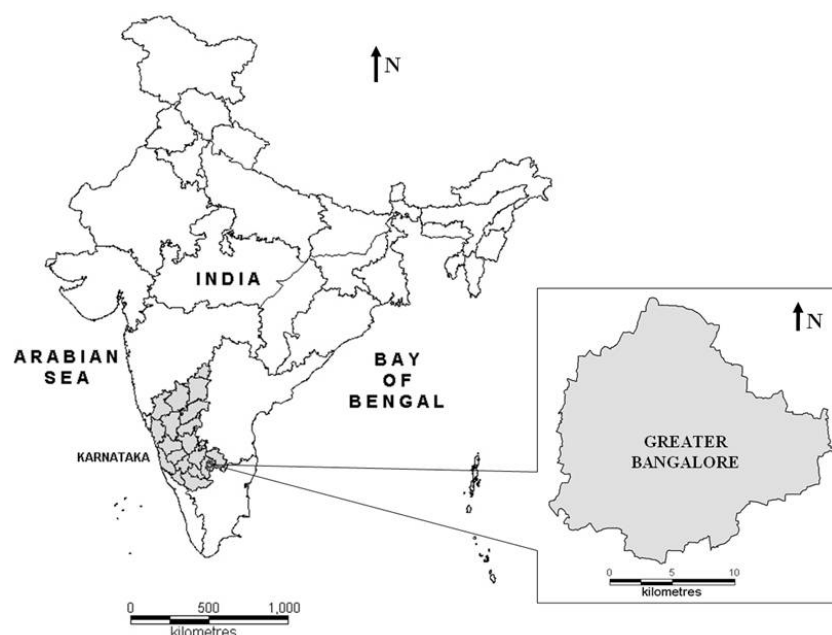 N
INDIA
ARABIAN
SEA
BAY
OF
BENGAL
KARNATAKA
0 500 1,000
kilometres
N
GREATER
BANGALORE
0 5 10
kilometres